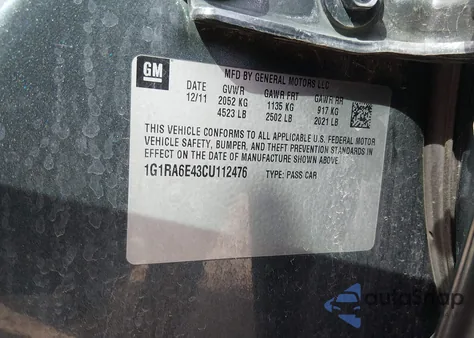 GM
MFD BY GENERAL MOTORS LLC
DATE GVWR GAWR FRT GAWR RR
12/11 2052 KG 1135 KG 917 KG
4523 LB 2502 LB 2021 LB
THIS VEHICLE CONFORMS TO ALL APPLICABLE U.S. FEDERAL MOTOR
VEHICLE SAFETY, BUMPER, AND THEFT PREVENTION STANDARDS IN
EFFECT ON THE DATE OF MANUFACTURE SHOWN ABOVE.
1G1RA6E43CU112476 TYPE: PASS CAR
autoSnap